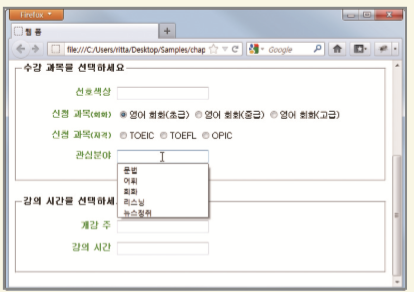 Firefox
웹 폼
file:///C:/Users/ritta/Desktop/Samples/chap
Google
수강 과목을 선택하세요
선호색상
신청 과목(회화) 영어 회화(초급) 영어 회화(중급) 영어 회화(고급)
신청 과목(자격) TOEIC TOEFL OPIC
관심분야
문법
어휘
회화
리스닝
뉴스청취
강의 시간을 선택하세
개강 주
강의 시간